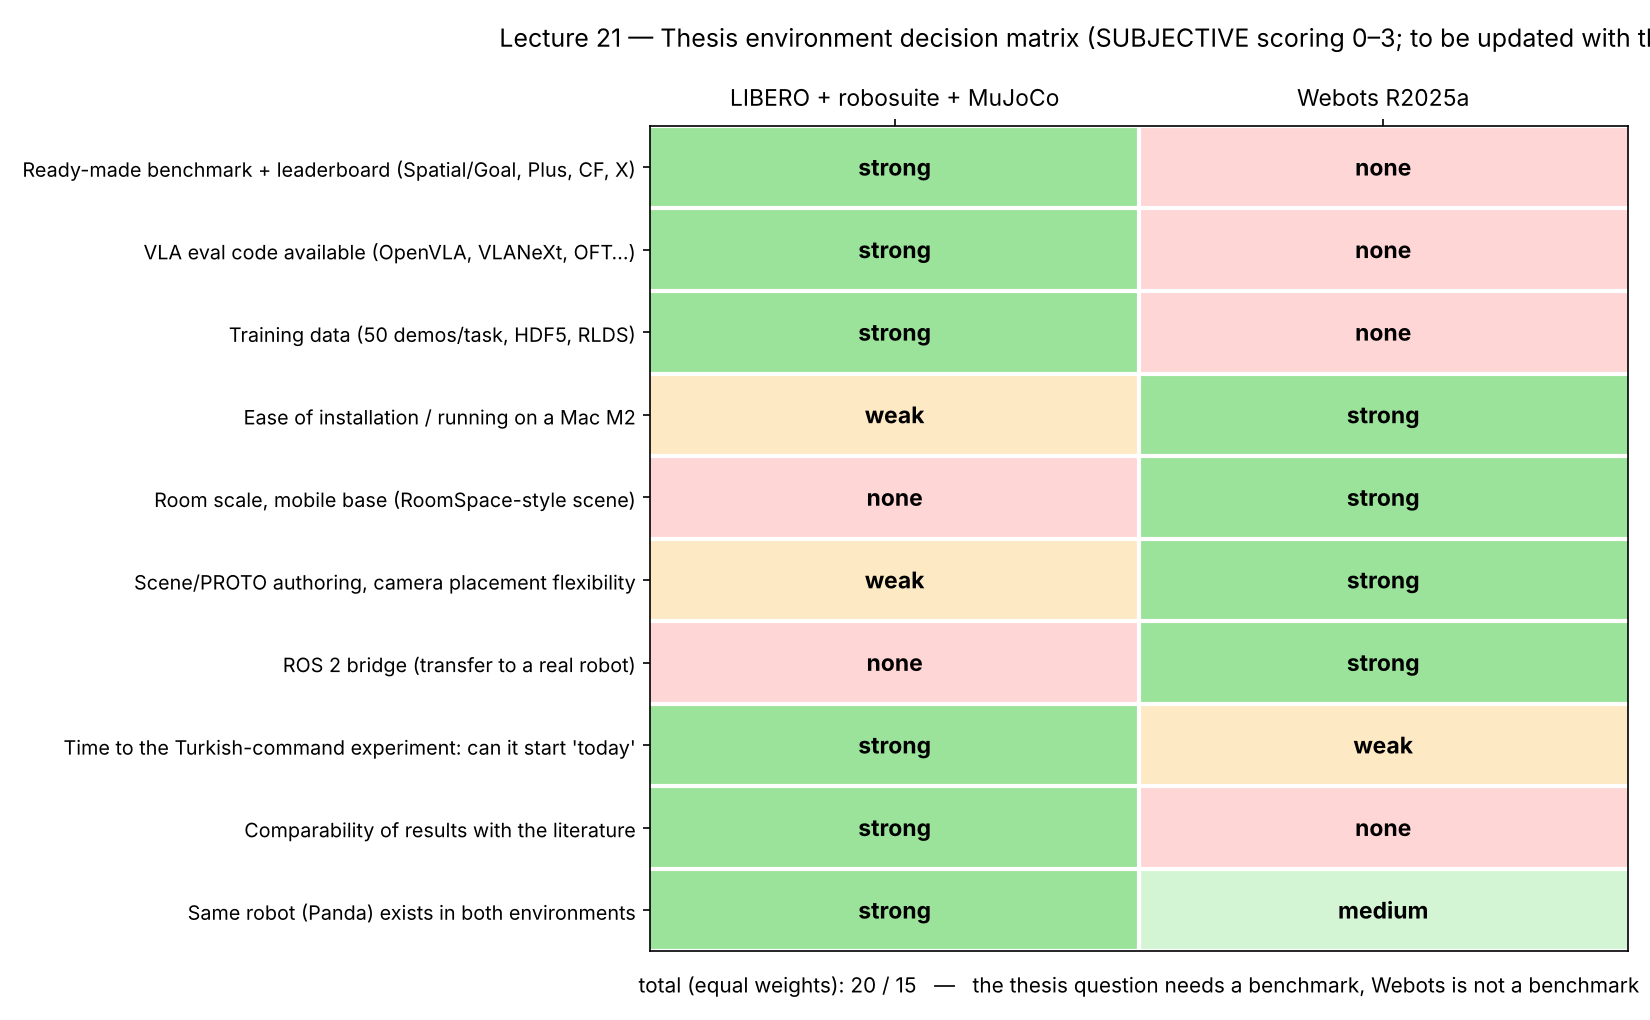 Lecture 21 — Thesis environment decision matrix (SUBJECTIVE scoring 0–3; to be updated with
LIBERO + robosuite + MuJoCo
Webots R2025a
Ready-made benchmark + leaderboard (Spatial/Goal, Plus, CF, X)
strong
none
VLA eval code available (OpenVLA, VLANeXt, OFT...)
strong
none
Training data (50 demos/task, HDF5, RLDS)
strong
none
Ease of installation / running on a Mac M2
weak
strong
Room scale, mobile base (RoomSpace-style scene)
none
strong
Scene/PROTO authoring, camera placement flexibility
weak
strong
ROS 2 bridge (transfer to a real robot)
none
strong
Time to the Turkish-command experiment: can it start 'today'
strong
weak
Comparability of results with the literature
strong
none
Same robot (Panda) exists in both environments
strong
medium
total (equal weights): 20 / 15 — the thesis question needs a benchmark, Webots is not a benchmark